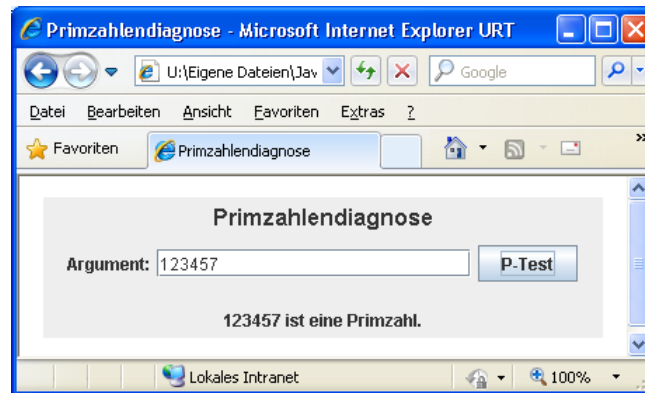 Primzahlendiagnose - Microsoft Internet Explorer URT
U:\Eigene Dateien\Jav Google
Datei Bearbeiten Ansicht Favoriten Extras ?
Favoriten Primzahlendiagnose »
Primzahlendiagnose
Argument: 123457 P-Test
123457 ist eine Primzahl.
Lokales Intranet 100%